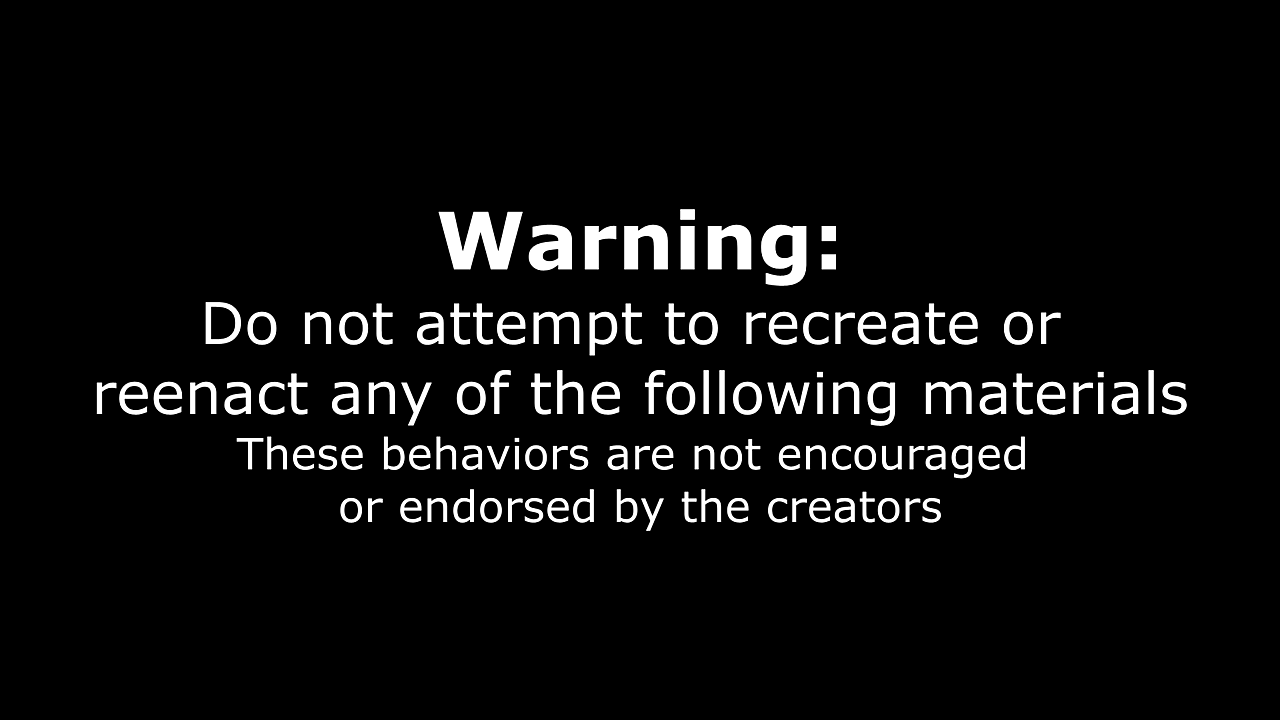 Warning:
Do not attempt to recreate or
reenact any of the following materials
These behaviors are not encouraged
or endorsed by the creators